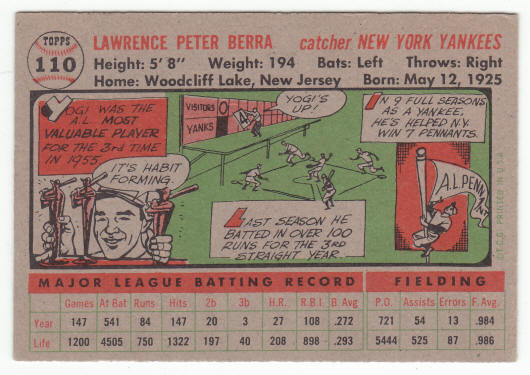 TOPPS
110
LAWRENCE PETER BERRA catcher NEW YORK YANKEES
Height: 5' 8" Weight: 194 Bats: Left Throws: Right
Home: Woodcliff Lake, New Jersey Born: May 12, 1925
YOGI WAS THE
A.L. MOST
VALUABLE PLAYER
FOR THE 3RD TIME
IN 1955.
IT'S HABIT
FORMING.
VISITORS
YANKS
YOGI'S
UP!
LAST SEASON HE
BATTED IN OVER 100
RUNS FOR THE 3RD
STRAIGHT YEAR.
IN 9 FULL SEASONS
AS A YANKEE,
HE'S HELPED N.Y.
WIN 7 PENNANTS.
A.L. PENNANT
© T.C.G. PRINTED IN U.S.A.
MAJOR LEAGUE BATTING RECORD FIELDING
Games At Bat Runs Hits 2b 3b H.R. R.B.I. B. Avg P.O. Assists Errors F. Avg.
Year 147 541 84 147 20 3 27 108 .272 721 54 13 .984
Life 1200 4505 750 1322 197 40 208 898 .293 5444 525 87 .986